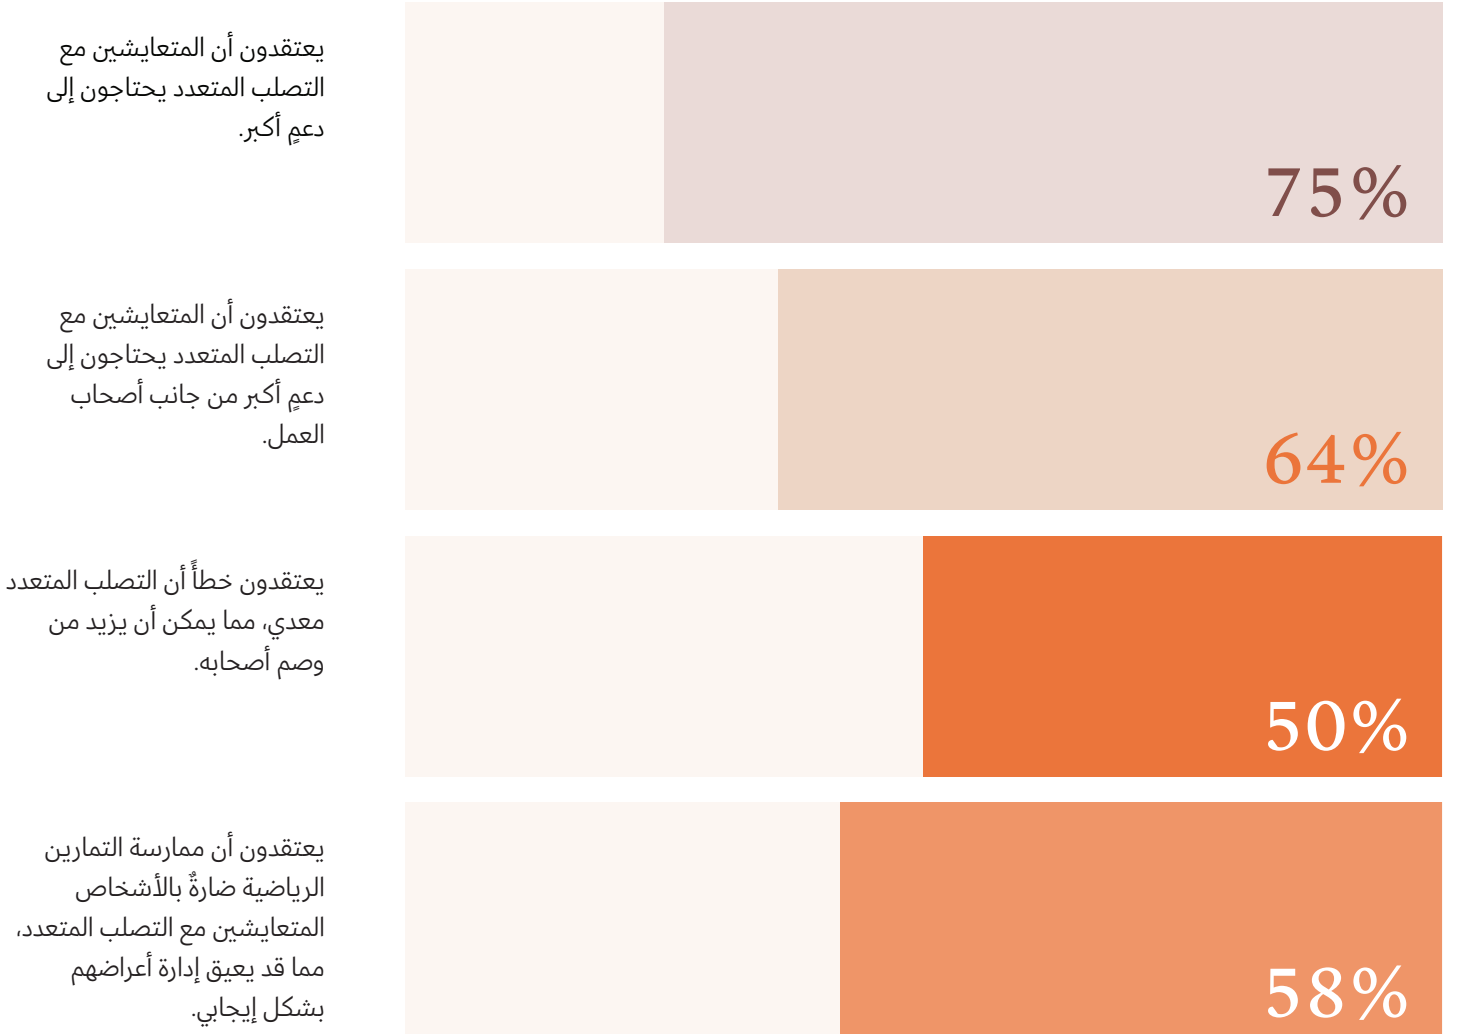 يعتقدون أن المتعايشين مع
التصلب المتعدد يحتاجون إلى
دعمٍ أكبر.
75%
يعتقدون أن المتعايشين مع
التصلب المتعدد يحتاجون إلى
دعمٍ أكبر من جانب أصحاب
العمل.
64%
يعتقدون خطأً أن التصلب المتعدد
معدي، مما يمكن أن يزيد من
وصم أصحابه.
50%
يعتقدون أن ممارسة التمارين
الرياضية ضارةٌ بالأشخاص
المتعايشين مع التصلب المتعدد،
مما قد يعيق إدارة أعراضهم
بشكل إيجابي.
58%